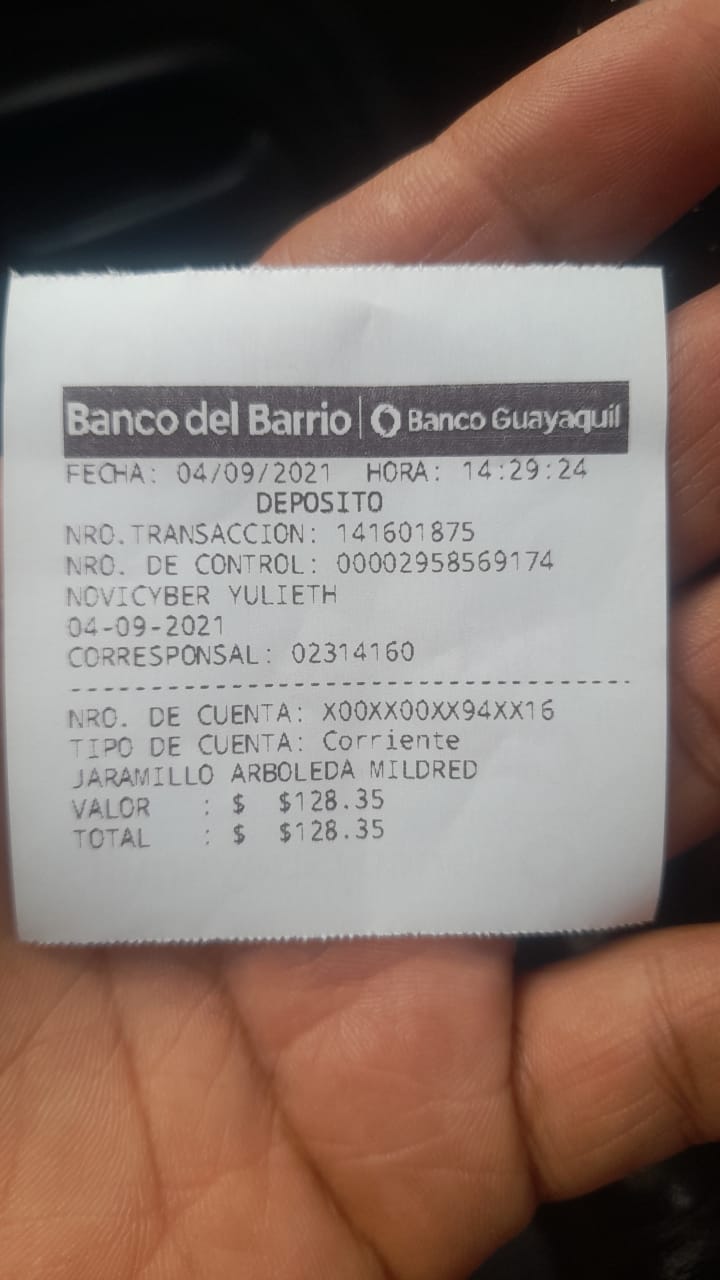 Banco del Barrio | Banco Guayaquil
FECHA: 04/09/2021 HORA: 14:29:24
DEPOSITO
NRO.TRANSACCION: 141601875
NRO. DE CONTROL: 00002958569174
NOVICYBER YULIETH
04-09-2021
CORRESPONSAL: 02314160
NRO. DE CUENTA: X00XX00XX94XX16
TIPO DE CUENTA: Corriente
JARAMILLO ARBOLEDA MILDRED
VALOR : $ $128.35
TOTAL : $ $128.35